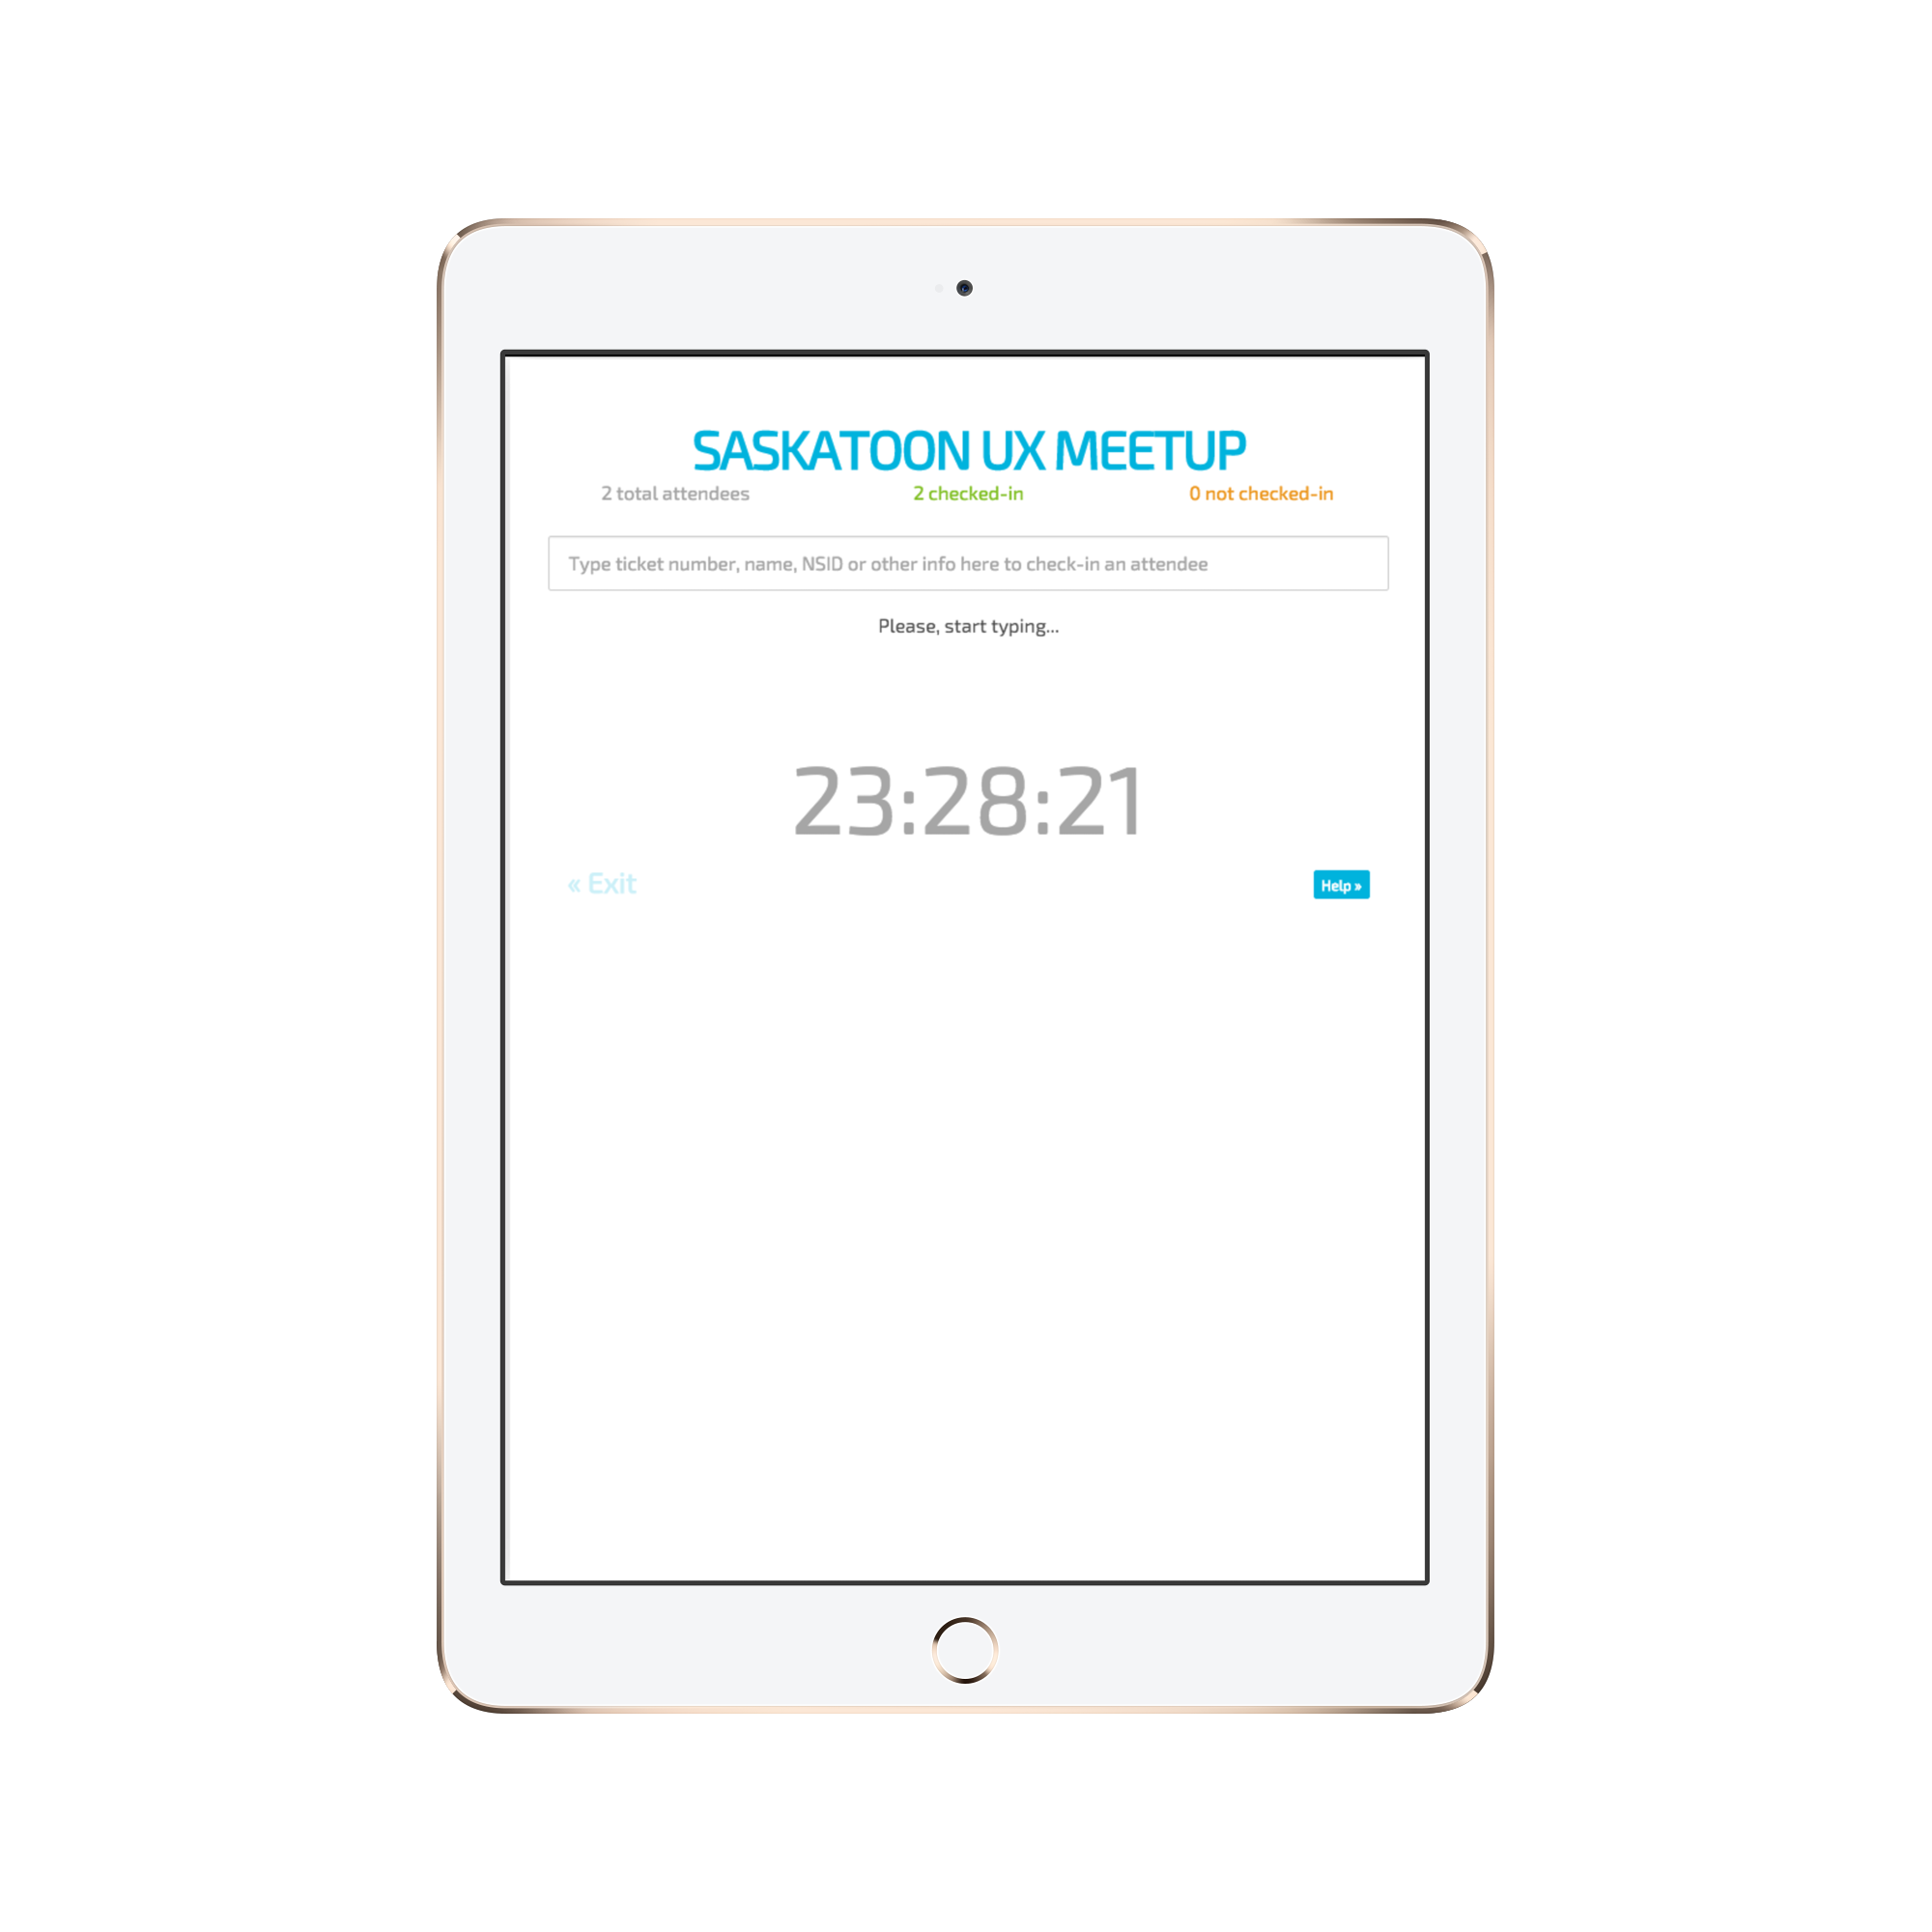 SASKATOON UX MEETUP
2 total attendees 2 checked-in 0 not checked-in
Type ticket number, name, NSID or other info here to check-in an attendee
Please, start typing...
23:28:21
« Exit Help »